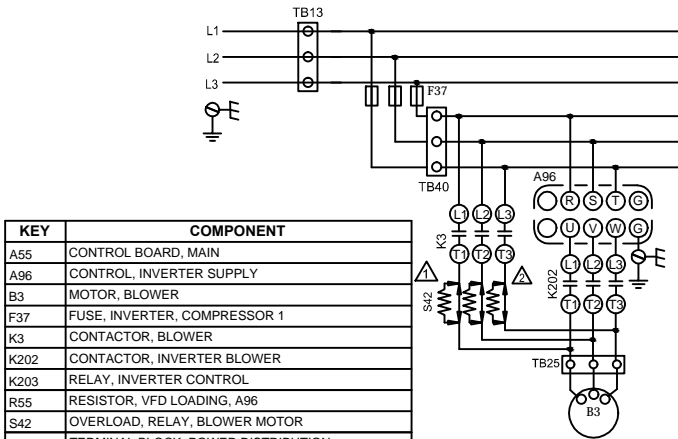 TB13
L1
L2
L3
F37
TB40
A96
R S T G
U V W G
L1 L2 L3
K3
T1 T2 T3
1
2
S42
L1 L2 L3
K202
T1 T2 T3
TB25
B3
KEY COMPONENT
A55 CONTROL BOARD, MAIN
A96 CONTROL, INVERTER SUPPLY
B3 MOTOR, BLOWER
F37 FUSE, INVERTER, COMPRESSOR 1
K3 CONTACTOR, BLOWER
K202 CONTACTOR, INVERTER BLOWER
K203 RELAY, INVERTER CONTROL
R55 RESISTOR, VFD LOADING, A96
S42 OVERLOAD, RELAY, BLOWER MOTOR
TERMINAL BLOCK, POWER DISTRIBUTION